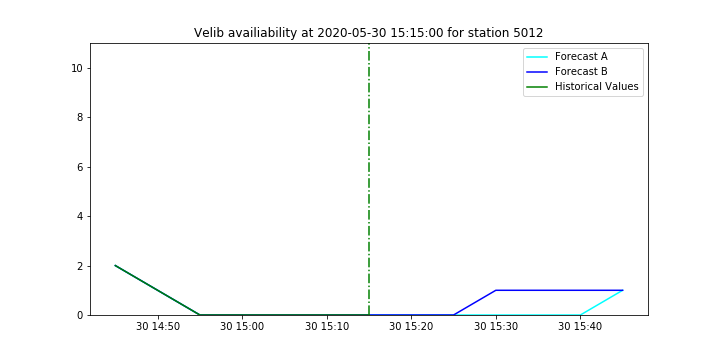 Velib availiability at 2020-05-30 15:15:00 for station 5012
Forecast A
Forecast B
Historical Values
10
8
6
4
2
0
30 14:50 30 15:00 30 15:10 30 15:20 30 15:30 30 15:40